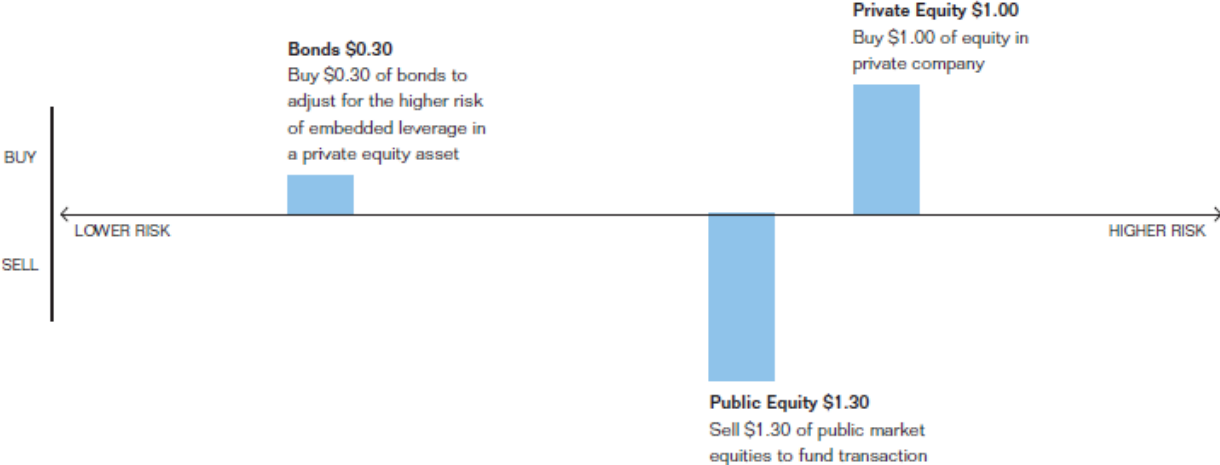 Private Equity $1.00
Buy $1.00 of equity in
private company
Bonds $0.30
Buy $0.30 of bonds to
adjust for the higher risk
of embedded leverage in
a private equity asset
BUY
LOWER RISK
HIGHER RISK
SELL
Public Equity $1.30
Sell $1.30 of public market
equities to fund transaction